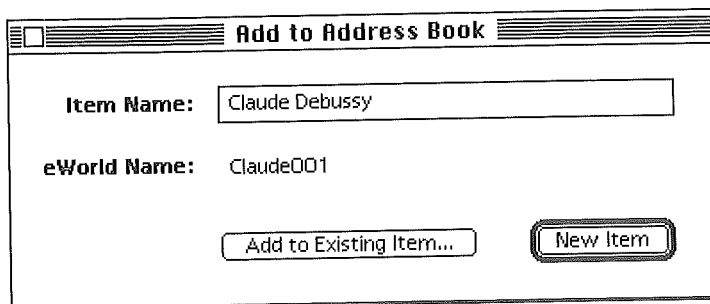 Add to Address Book
Item Name: Claude Debussy
eWorld Name: Claude001
Add to Existing Item... New Item